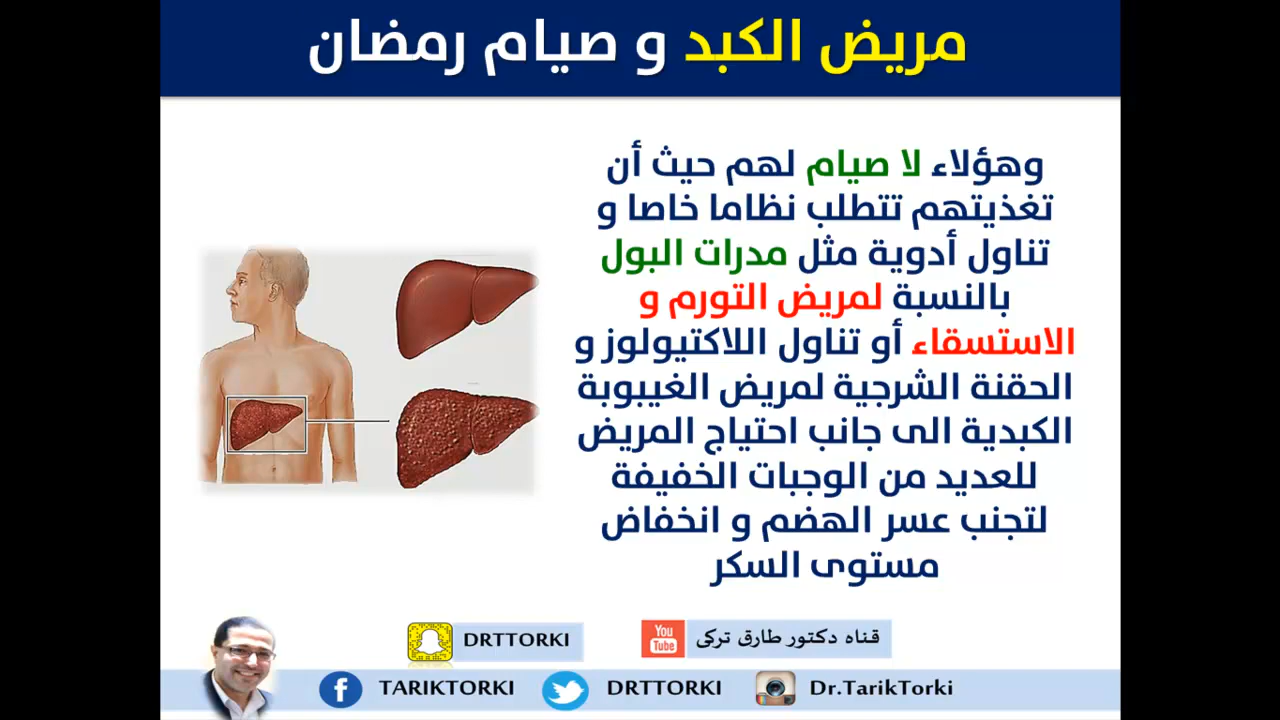 مريض الكبد و صيام رمضان
وهؤلاء لا صيام لهم حيث أن
تغذيتهم تتطلب نظاما خاصا و
تناول أدوية مثل مدرات البول
بالنسبة لمريض التورم و
الاستسقاء أو تناول اللاكتيولوز و
الحقنة الشرجية لمريض الغيبوبة
الكبدية الى جانب احتياج المريض
للعديد من الوجبات الخفيفة
لتجنب عسر الهضم و انخفاض
مستوى السكر
DRTTORKI
You Tube
قناه دكتور طارق تركى
TARIKTORKI
DRTTORKI
Dr.TarikTorki